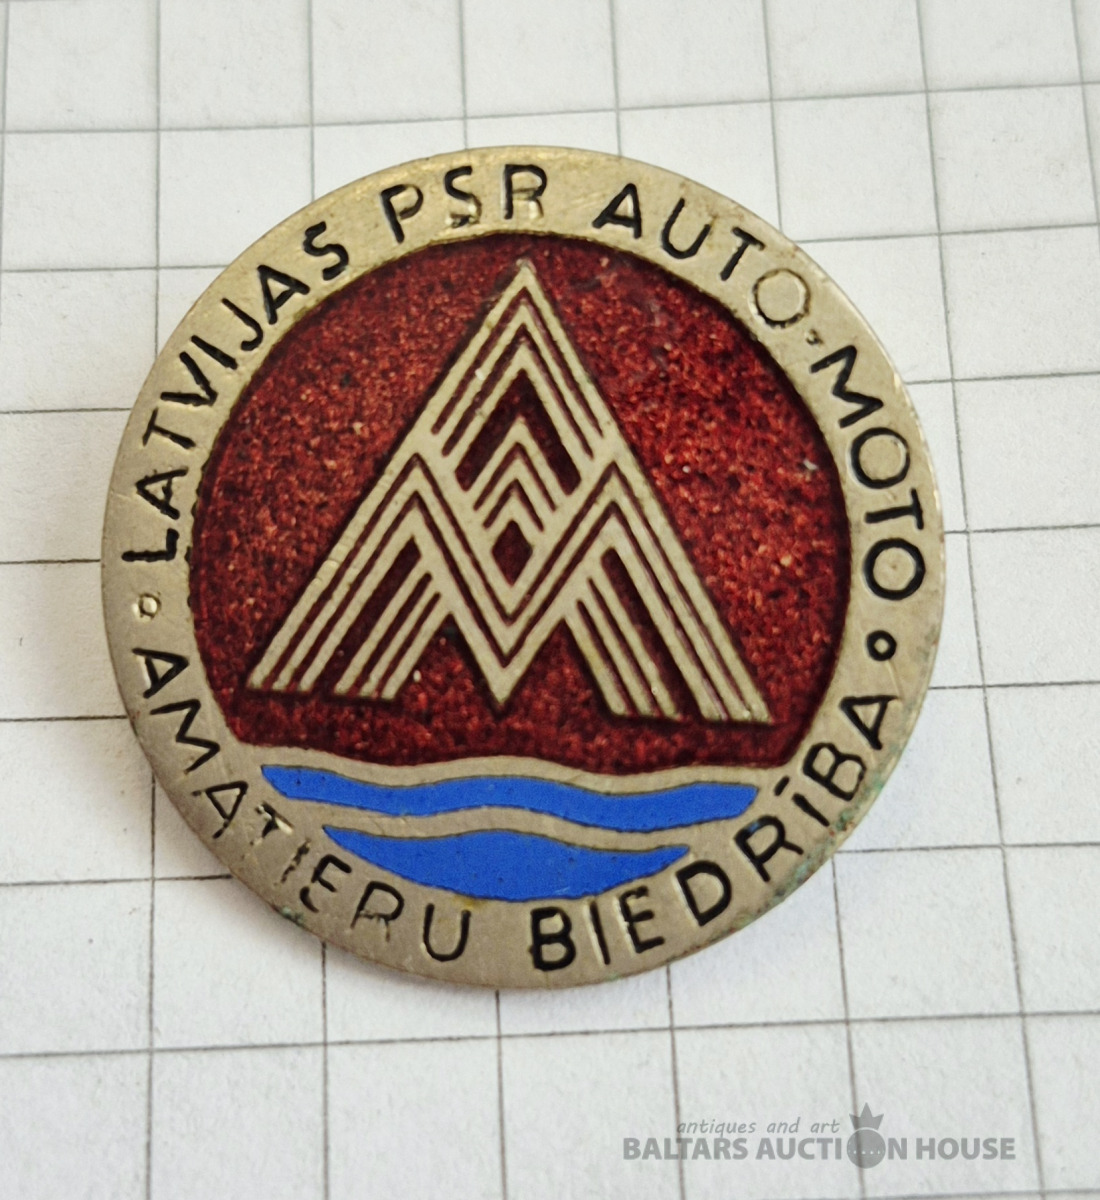 LATVIJAS PSR AUTO-MOTO
AMATIERU BIEDRĪBA
antiques and art
BALTARS AUCTION HOUSE